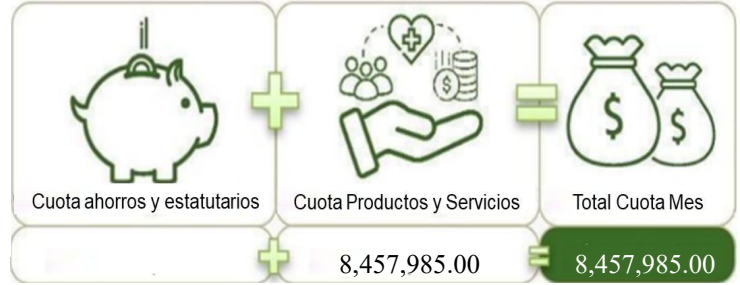 Cuota ahorros y estatutarios
Cuota Productos y Servicios
Total Cuota Mes
8,457,985.00
8,457,985.00